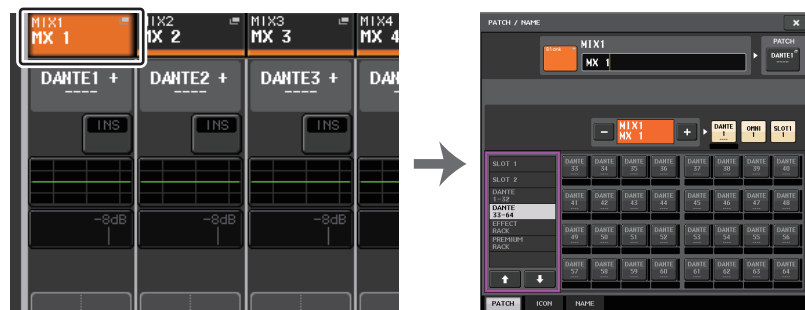 MIX1
MX 1
MIX2
MX 2
MIX3
MX 3
MIX4
MX 4
DANTE1 +
----
DANTE2 +
----
DANTE3 +
----
DAN
INS
INS
INS
-8dB
-8dB
-8dB
PATCH / NAME
×
Blank
MIX1
MX 1
PATCH
DANTE1
----
−
MIX1
MX 1
+
DANTE
1
----
OMNI
1
SLOT1
1
SLOT 1
SLOT 2
DANTE
1-32
DANTE
33-64
EFFECT
RACK
PREMIUM
RACK
DANTE 33 DANTE 34 DANTE 35 DANTE 36 DANTE 37 DANTE 38 DANTE 39 DANTE 40
DANTE 41 DANTE 42 DANTE 43 DANTE 44 DANTE 45 DANTE 46 DANTE 47 DANTE 48
DANTE 49 DANTE 50 DANTE 51 DANTE 52 DANTE 53 DANTE 54 DANTE 55 DANTE 56
DANTE 57 DANTE 58 DANTE 59 DANTE 60 DANTE 61 DANTE 62 DANTE 63 DANTE 64
PATCH ICON NAME